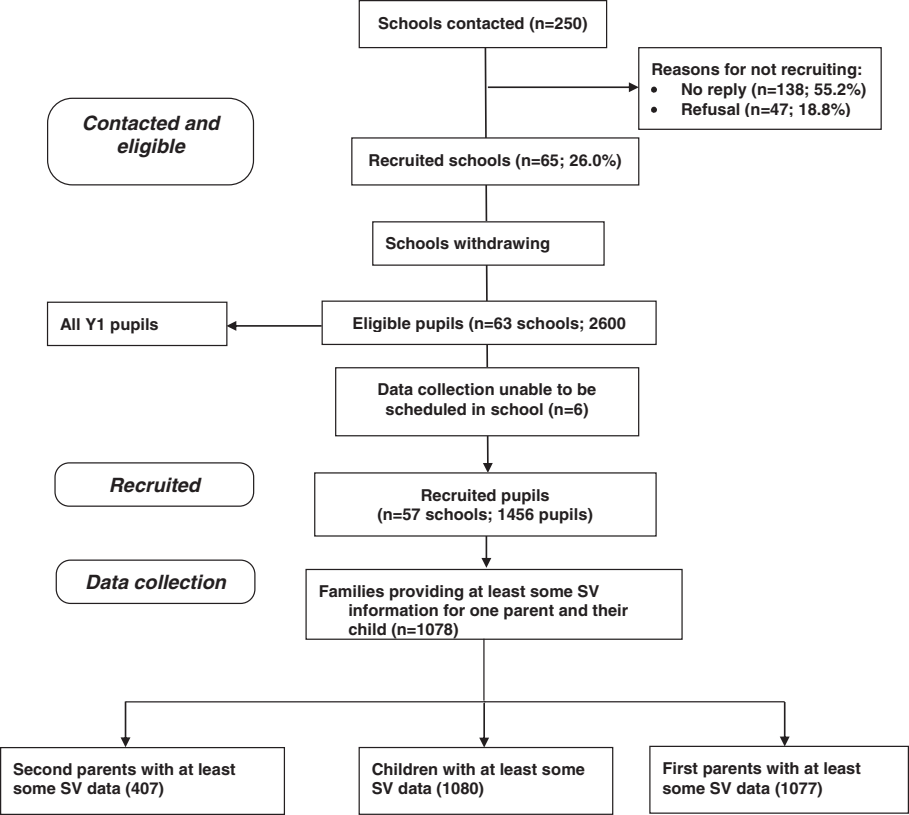 Schools contacted (n=250)
Reasons for not recruiting:
• No reply (n=138; 55.2%)
• Refusal (n=47; 18.8%)
Contacted and
eligible
Recruited schools (n=65; 26.0%)
Schools withdrawing
All Y1 pupils
Eligible pupils (n=63 schools; 2600
Data collection unable to be
scheduled in school (n=6)
Recruited
Recruited pupils
(n=57 schools; 1456 pupils)
Data collection
Families providing at least some SV
information for one parent and their
child (n=1078)
Second parents with at least
some SV data (407)
Children with at least some
SV data (1080)
First parents with at least
some SV data (1077)